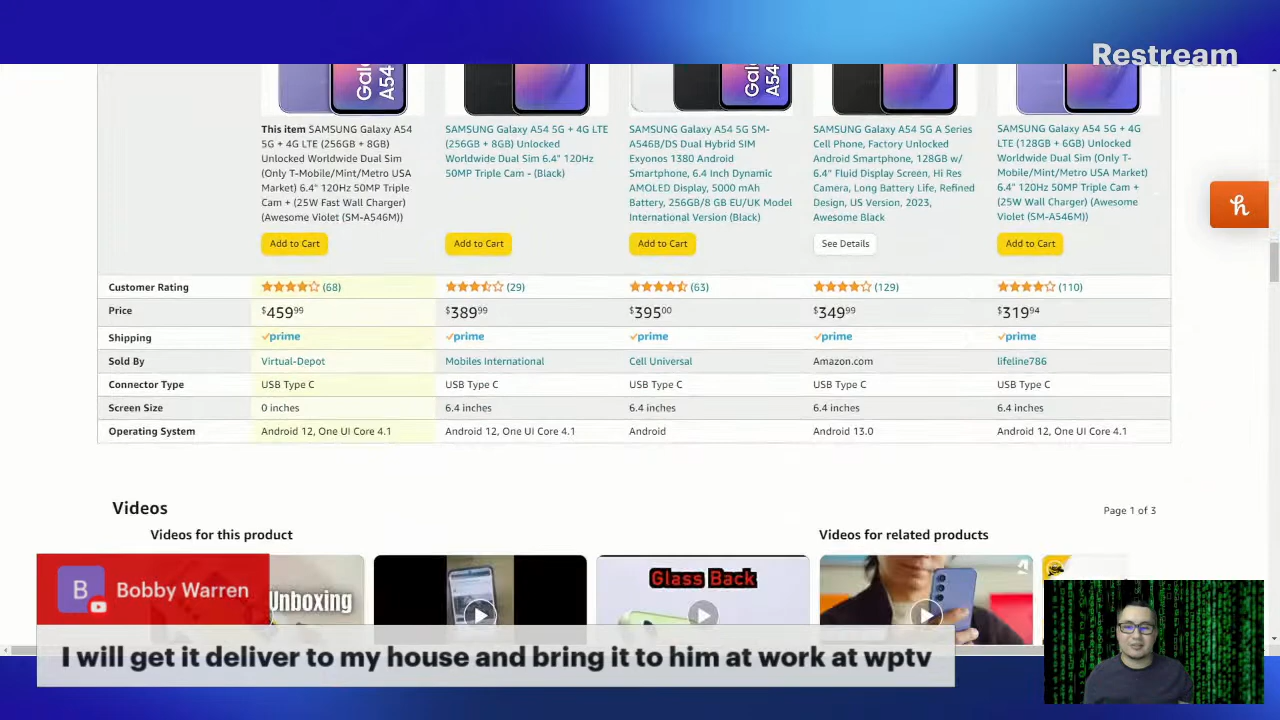 Restream
Galaxy A54
Galaxy A54
This item SAMSUNG Galaxy A54
5G + 4G LTE (256GB + 8GB)
Unlocked Worldwide Dual Sim
(Only T-
Mobile/Mint/Metro USA
Market) 6.4" 120Hz 50MP Triple
Cam + (25W Fast Wall Charger)
(Awesome Violet (SM-A546M))
SAMSUNG Galaxy A54 5G + 4G LTE
(256GB + 8GB) Unlocked
Worldwide Dual Sim 6.4" 120Hz
50MP Triple Cam - (Black)
SAMSUNG Galaxy A54 5G SM-
A546B/DS Dual Hybrid SIM
Exyonos 1380 Android
Smartphone, 6.4 Inch Dynamic
AMOLED Display, 5000 mAh
Battery, 256GB/8 GB EU/UK Model
International Version (Black)
SAMSUNG Galaxy A54 5G A Series
Cell Phone, Factory Unlocked
Android Smartphone, 128GB w/
6.4" Fluid Display Screen, Hi Res
Camera, Long Battery Life, Refined
Design, US Version, 2023,
Awesome Black
SAMSUNG Galaxy A54 5G + 4G
LTE (128GB + 6GB) Unlocked
Worldwide Dual Sim (Only T-
Mobile/Mint/Metro USA Market)
6.4" 120Hz 50MP Triple Cam +
(25W Fast Wall Charger) (Awesome
Violet (SM-A546M))
Add to Cart
Add to Cart
Add to Cart
See Details
Add to Cart
Customer Rating (68) (29) (63) (129) (110)
Price $459.99 $389.99 $395.00 $349.99 $319.94
Shipping prime prime prime prime prime
Sold By Virtual-Depot Mobiles International Cell Universal Amazon.com lifeline786
Connector Type USB Type C USB Type C USB Type C USB Type C USB Type C
Screen Size 0 inches 6.4 inches 6.4 inches 6.4 inches 6.4 inches
Operating System Android 12, One UI Core 4.1 Android 12, One UI Core 4.1 Android Android 13.0 Android 12, One UI Core 4.1
Videos
Page 1 of 3
Videos for this product
Videos for related products
Unboxing
Glass Back
B Bobby Warren
I will get it deliver to my house and bring it to him at work at wptv